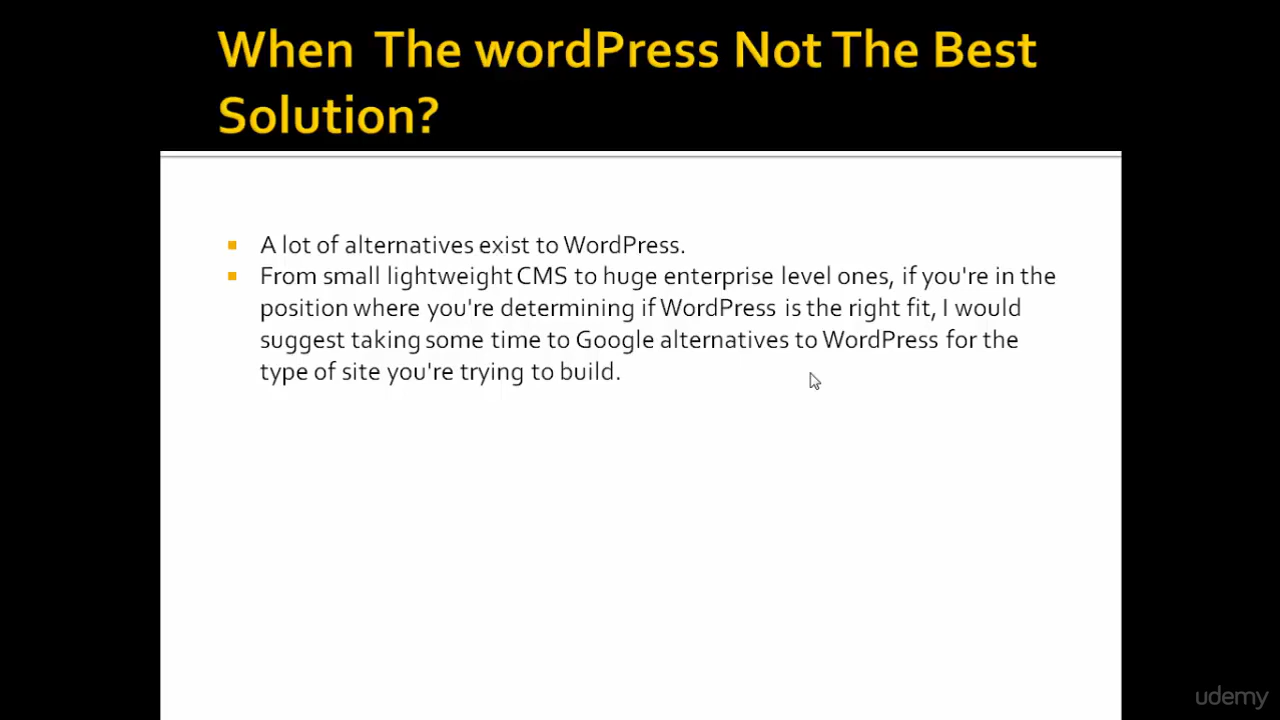 When The wordPress Not The Best
Solution?
A lot of alternatives exist to WordPress.
From small lightweight CMS to huge enterprise level ones, if you're in the
position where you're determining if WordPress is the right fit, I would
suggest taking some time to Google alternatives to WordPress for the
type of site you're trying to build.
udemy